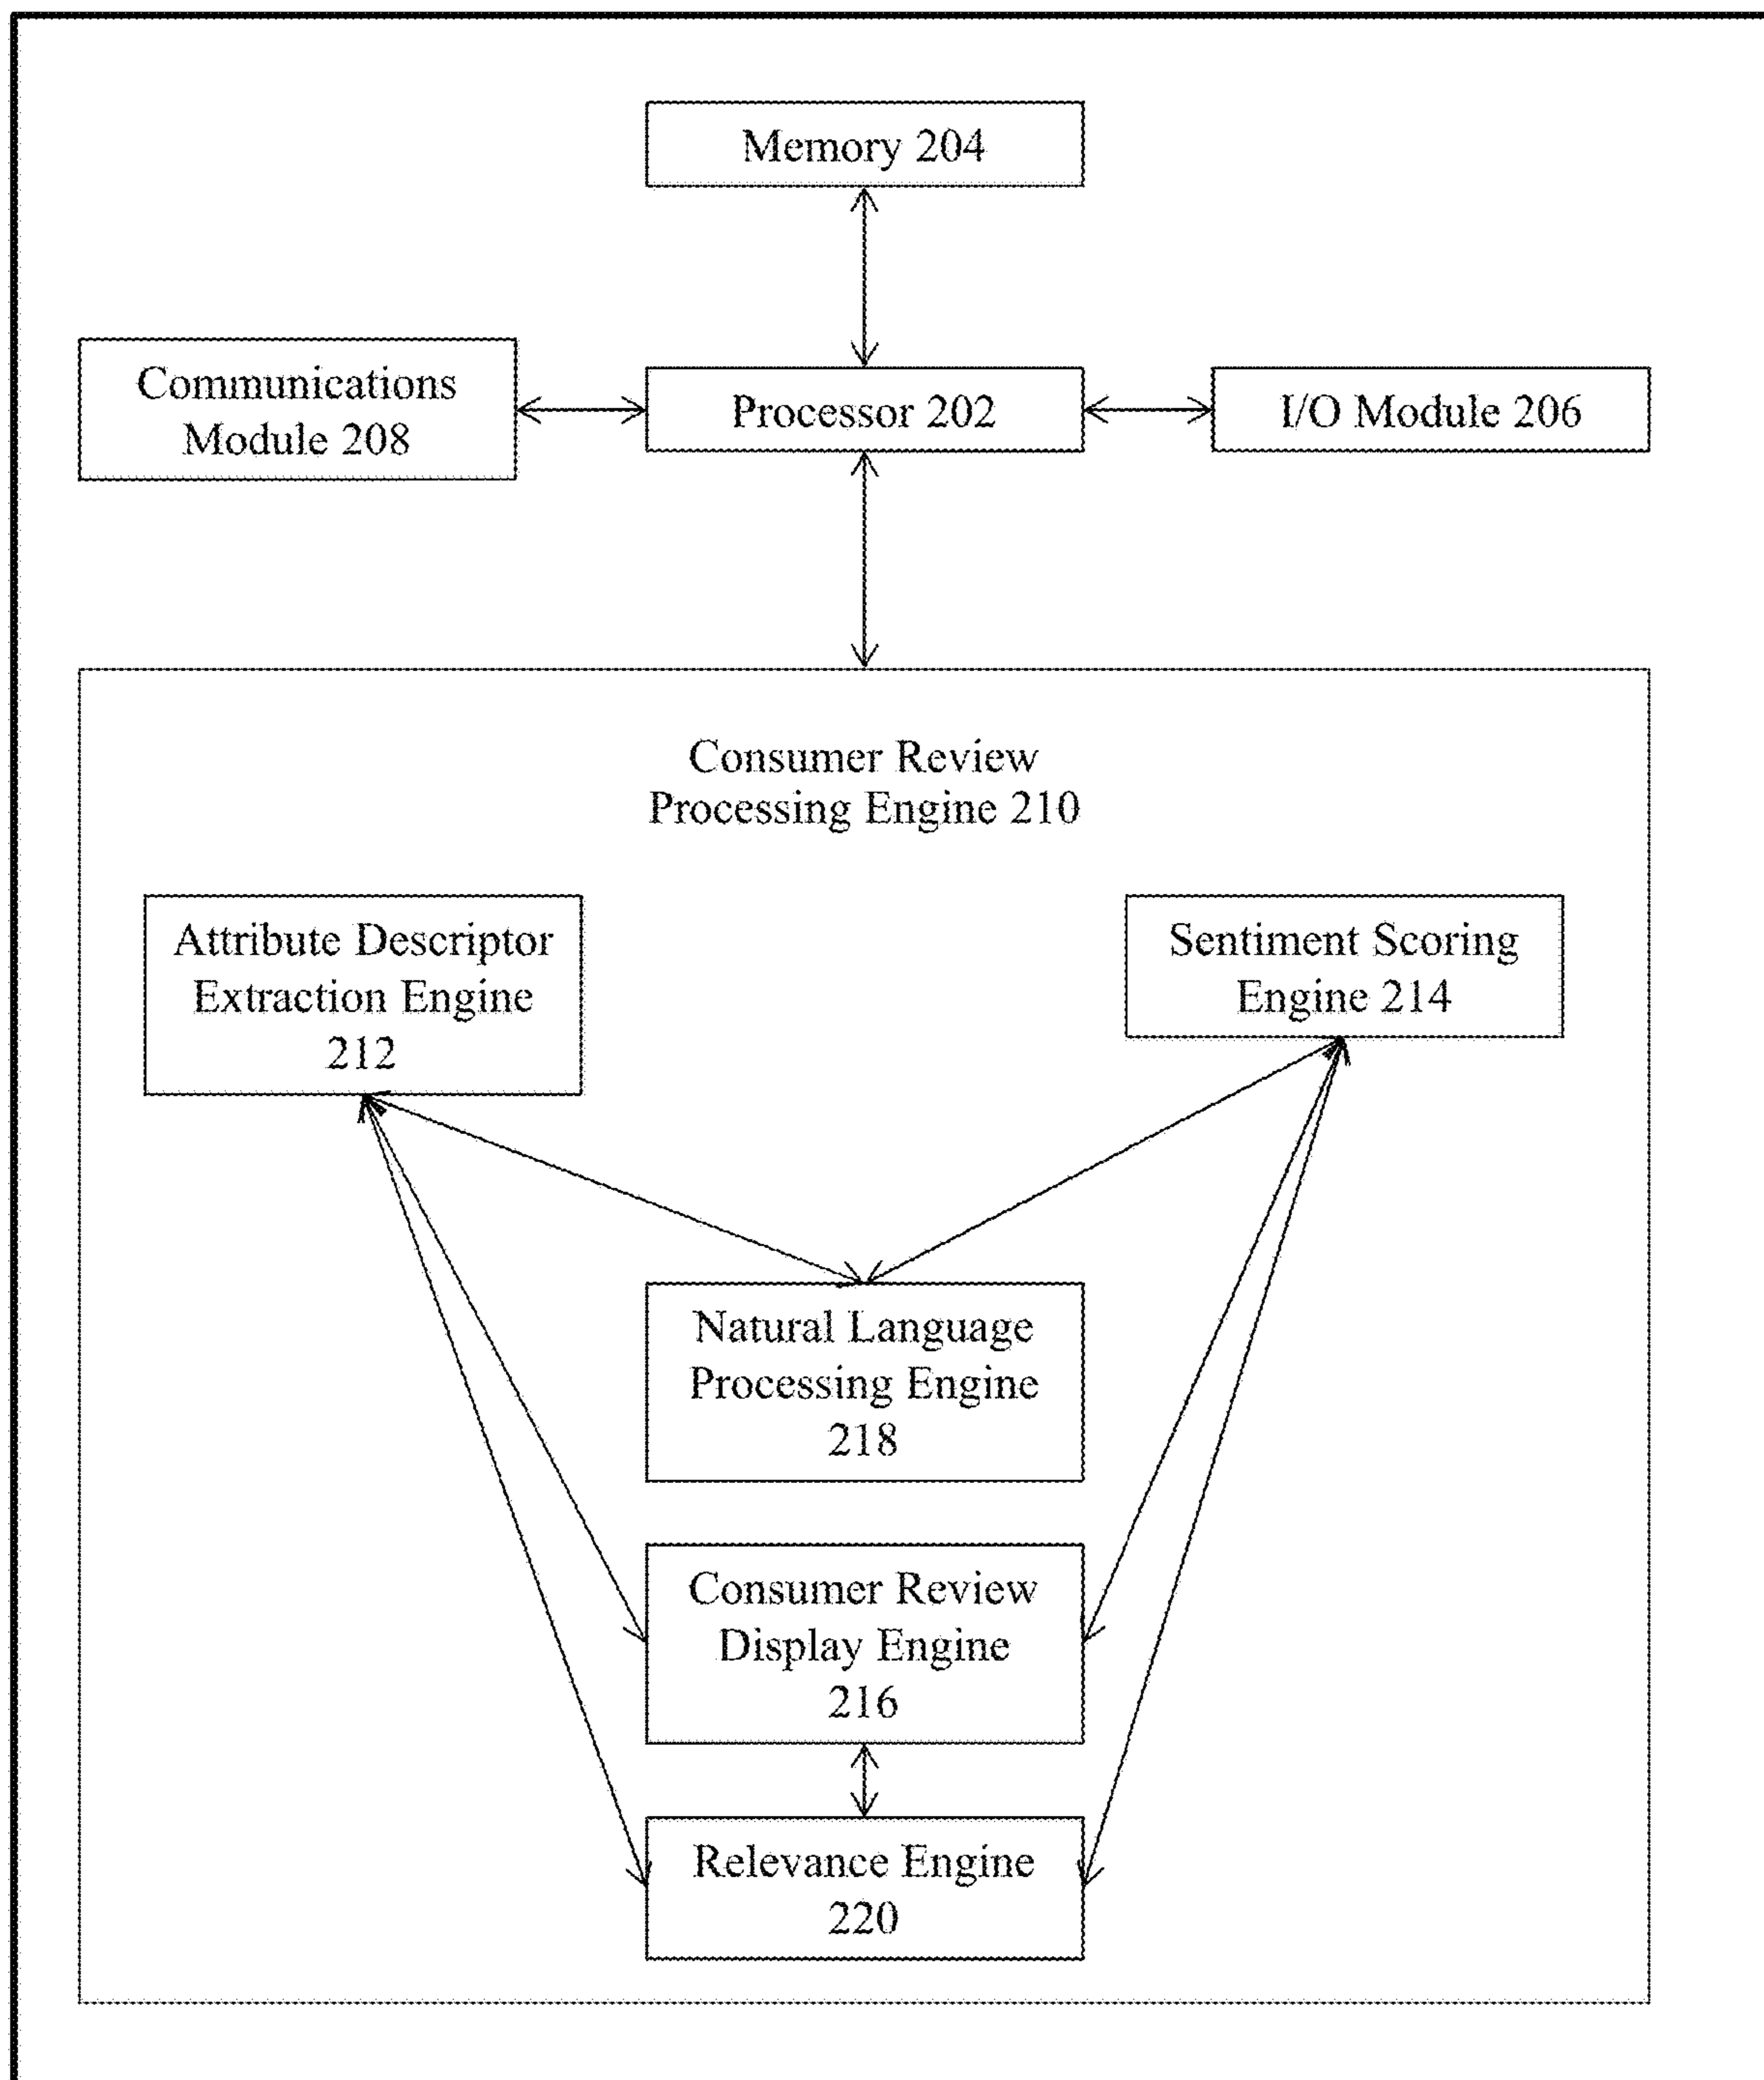 Memory 204
Communications
Module 208
Processor 202
I/O Module 206
Consumer Review
Processing Engine 210
Attribute Descriptor
Extraction Engine
212
Sentiment Scoring
Engine 214
Natural Language
Processing Engine
218
Consumer Review
Display Engine
216
Relevance Engine
220